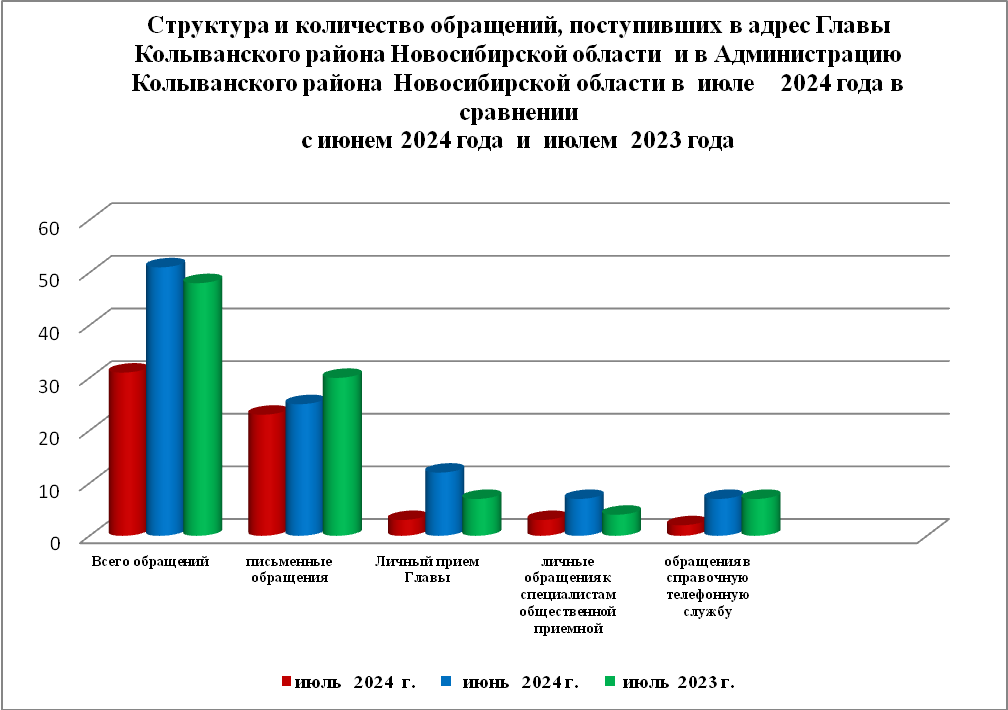 Структура и количество обращений, поступивших в адрес Главы
Колыванского района Новосибирской области и в Администрацию
Колыванского района Новосибирской области в июле 2024 года в
сравнении
с июнем 2024 года и июлем 2023 года
60
50
40
30
20
10
0
Всего обращений
письменные
обращения
Личный прием
Главы
личные
обращения к
специалистам
общественной
приемной
обращения в
справочную
телефонную
службу
июль 2024 г.
июнь 2024 г.
июль 2023 г.